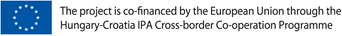 The project is co-financed by the European Union through the
Hungary-Croatia IPA Cross-border Co-operation Programme